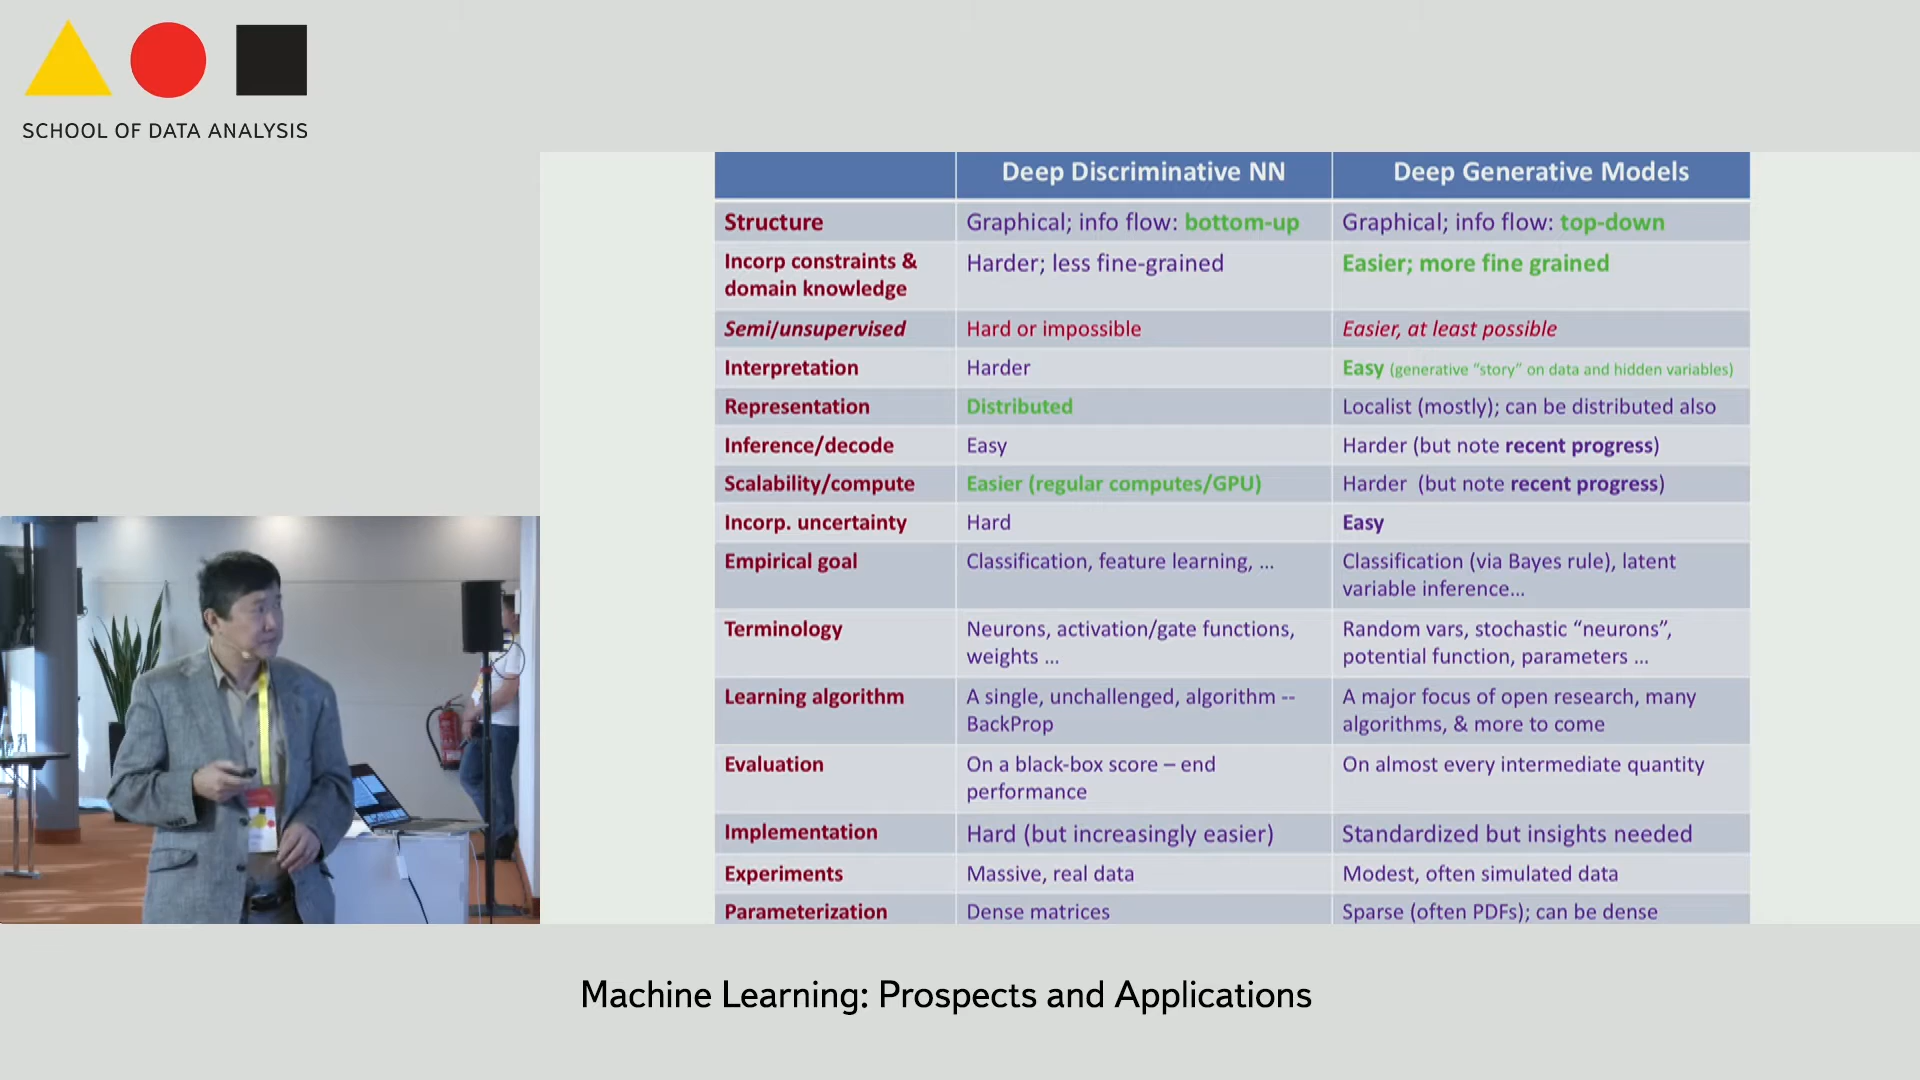 SCHOOL OF DATA ANALYSIS
Deep Discriminative NN
Deep Generative Models
Structure
Graphical; info flow: bottom-up
Graphical; info flow: top-down
Incorp constraints &
domain knowledge
Harder; less fine-grained
Easier; more fine grained
Semi/unsupervised
Hard or impossible
Easier, at least possible
Interpretation
Harder
Easy (generative “story” on data and hidden variables)
Representation
Distributed
Localist (mostly); can be distributed also
Inference/decode
Easy
Harder (but note recent progress)
Scalability/compute
Easier (regular computes/GPU)
Harder (but note recent progress)
Incorp. uncertainty
Hard
Easy
Empirical goal
Classification, feature learning, …
Classification (via Bayes rule), latent
variable inference…
Terminology
Neurons, activation/gate functions,
weights …
Random vars, stochastic “neurons”,
potential function, parameters …
Learning algorithm
A single, unchallenged, algorithm --
BackProp
A major focus of open research, many
algorithms, & more to come
Evaluation
On a black-box score – end
performance
On almost every intermediate quantity
Implementation
Hard (but increasingly easier)
Standardized but insights needed
Experiments
Massive, real data
Modest, often simulated data
Parameterization
Dense matrices
Sparse (often PDFs); can be dense
Machine Learning: Prospects and Applications